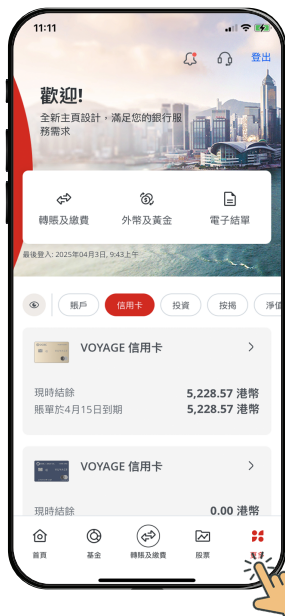 11:11
登出
歡迎!
全新主頁設計，滿足您的銀行服
務需求
轉賬及繳費
外幣及黃金
電子結單
最後登入: 2025年04月3日, 9:43上午
賬戶
信用卡
投資
按揭
淨值
VOYAGE 信用卡
現時結餘
5,228.57 港幣
賬單於4月15日到期
5,228.57 港幣
VOYAGE 信用卡
現時結餘
0.00 港幣
首頁
基金
轉賬及繳費
股票
更多